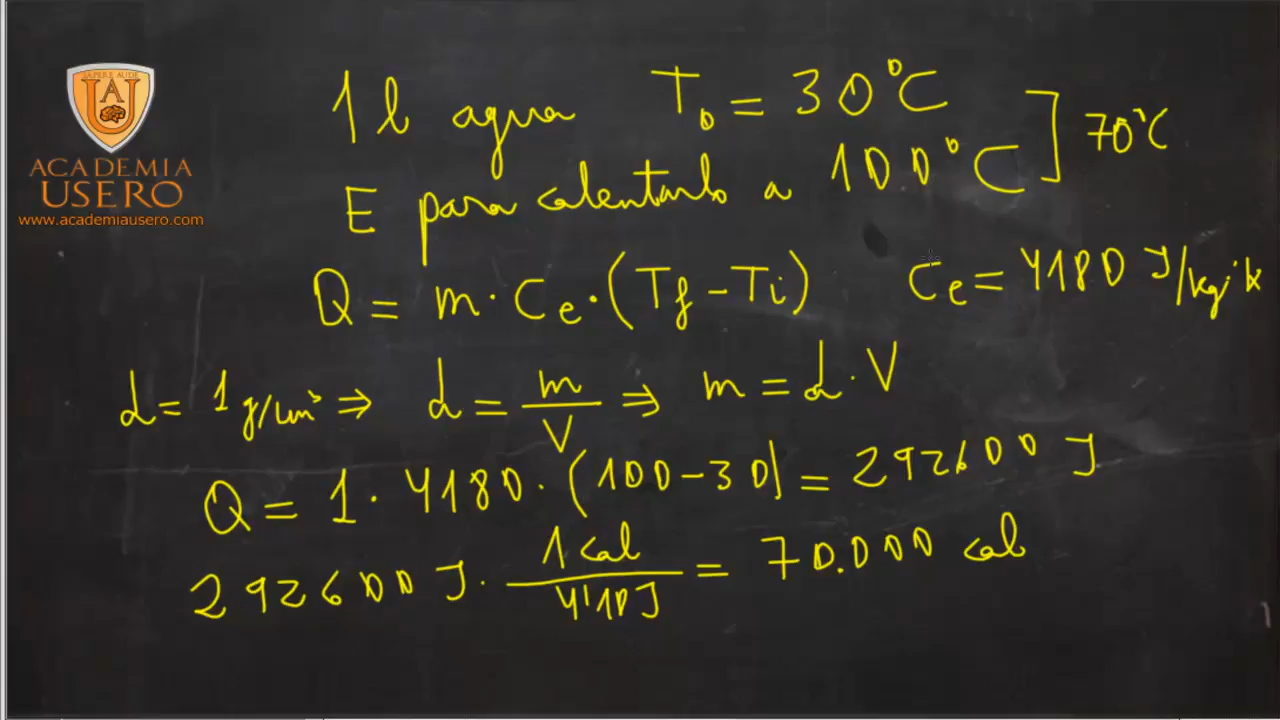 SAPERE AUDE
ACADEMIA
USERO
www.academiausero.com
1 l agua T₀ = 30°C
E para calentarlo a 100°C ] 70°C
Q = m · Ce · (Tf - Ti) Ce = 4180 J/kg·k
d = 1 g/cm³ ⇒ d = m/V ⇒ m = d · V
Q = 1 · 4180 · (100 - 30) = 292600 J
292600 J · 1 cal / 4'18 J = 70.000 cal